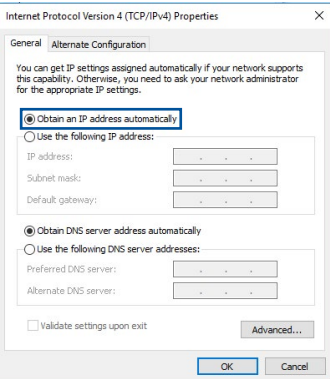 Internet Protocol Version 4 (TCP/IPv4) Properties
General Alternate Configuration
You can get IP settings assigned automatically if your network supports
this capability. Otherwise, you need to ask your network administrator
for the appropriate IP settings.
Obtain an IP address automatically
Use the following IP address:
IP address:
Subnet mask:
Default gateway:
Obtain DNS server address automatically
Use the following DNS server addresses:
Preferred DNS server:
Alternate DNS server:
Validate settings upon exit
Advanced...
OK Cancel